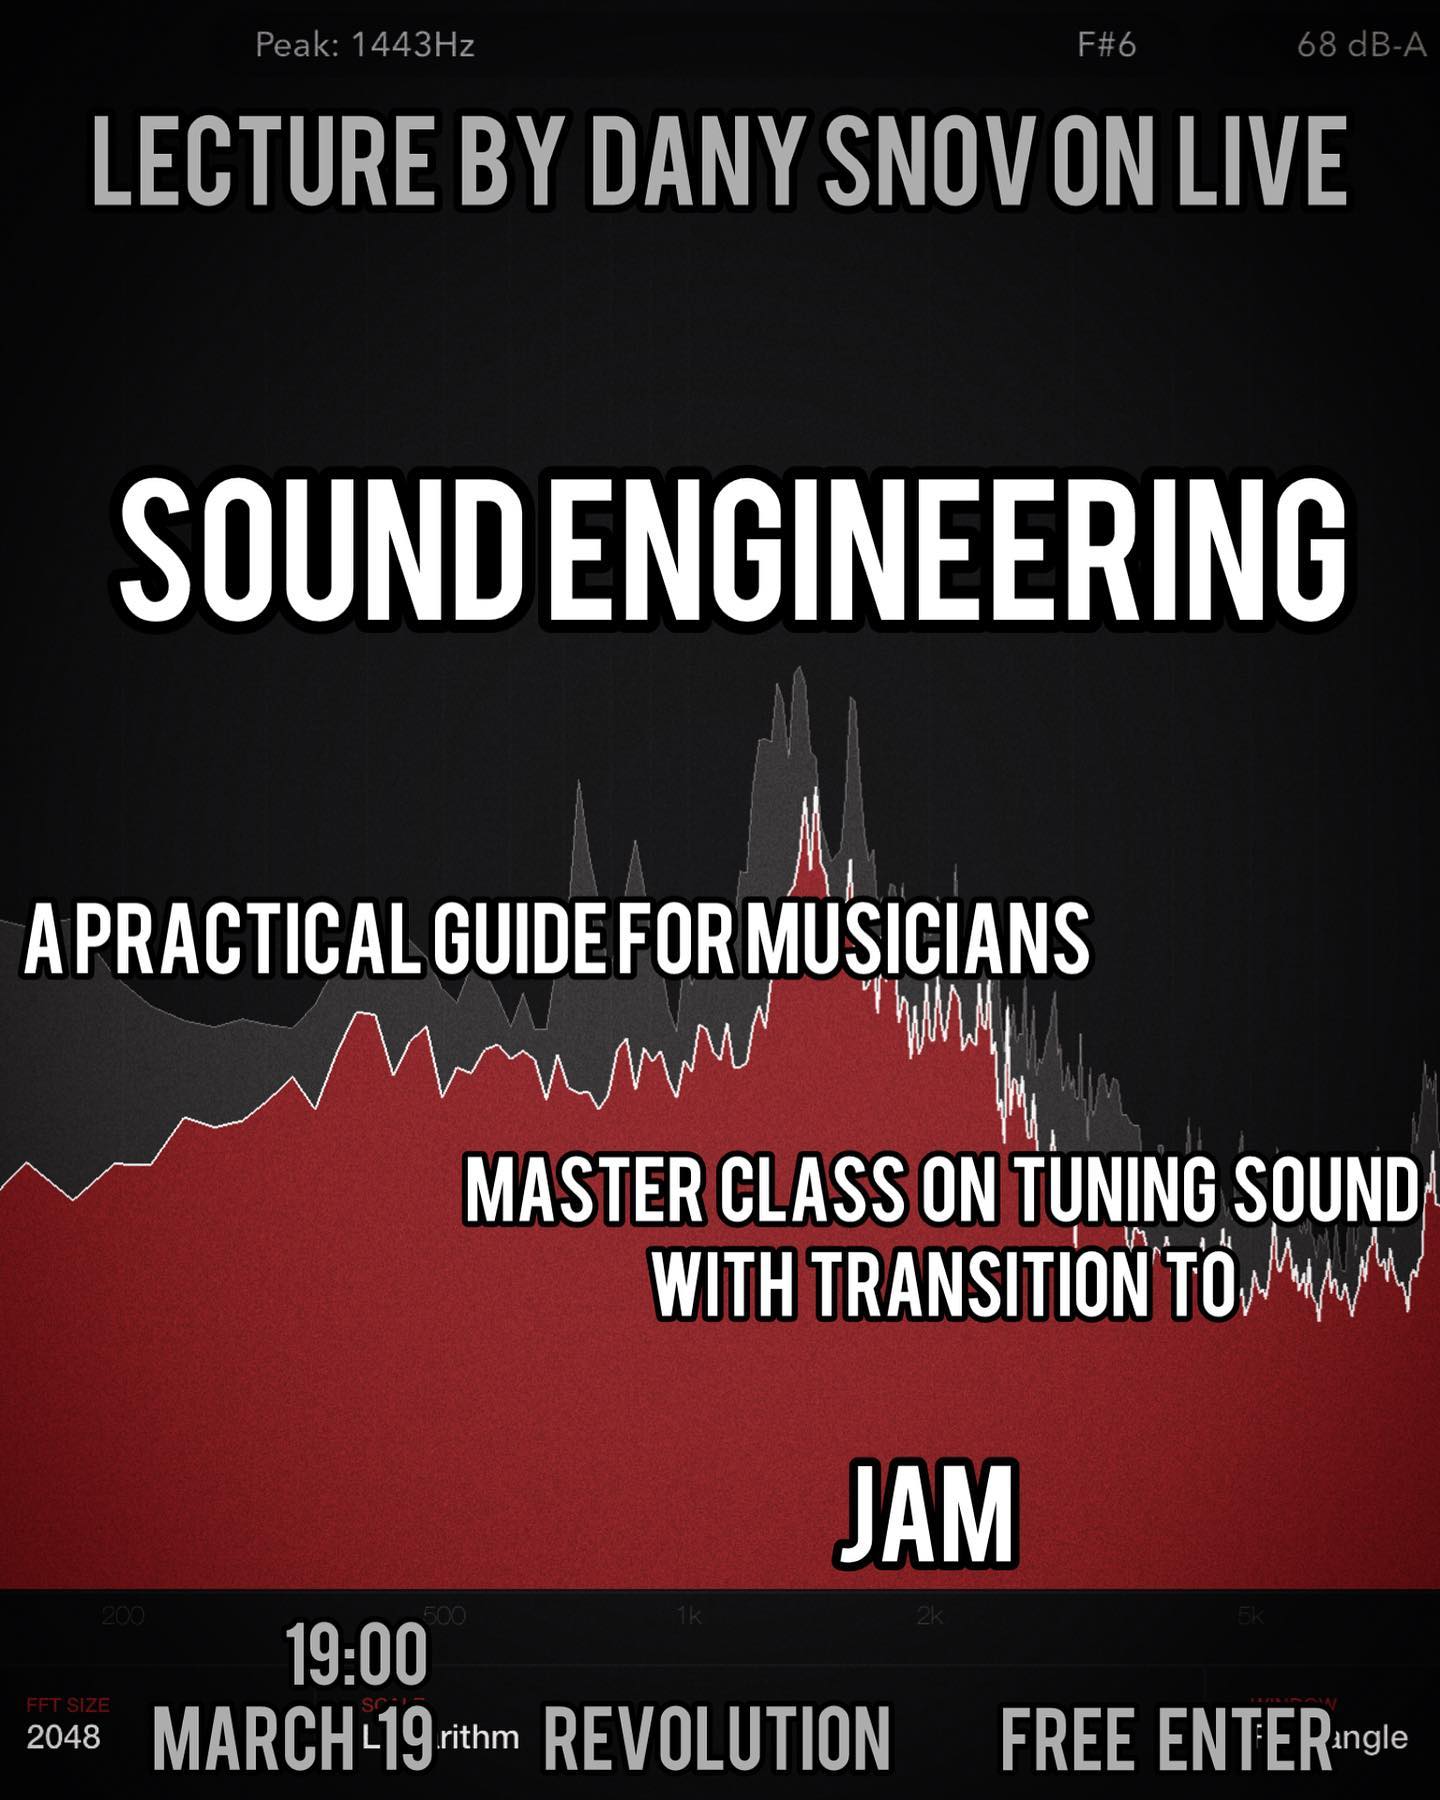 Peak: 1443Hz F#6 68 dB-A
LECTURE BY DANY SNOV ON LIVE
SOUND ENGINEERING
A PRACTICAL GUIDE FOR MUSICIANS
MASTER CLASS ON TUNING SOUND
WITH TRANSITION TO
JAM
200 500 1k 2k 5k
19:00
FFT SIZE
2048
MARCH 19 REVOLUTION FREE ENTER